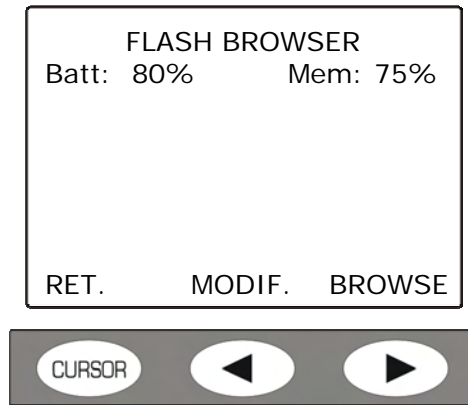 FLASH BROWSER
Batt: 80% Mem: 75%
RET. MODIF. BROWSE
CURSOR